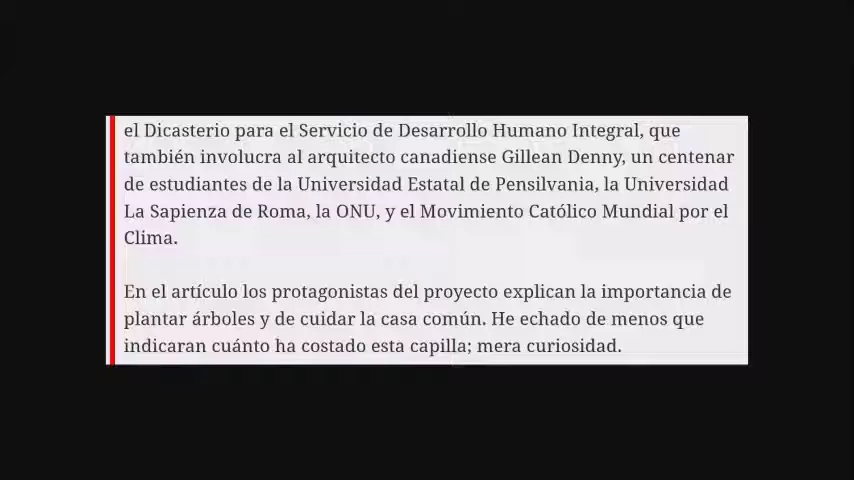 el Dicasterio para el Servicio de Desarrollo Humano Integral, que
también involucra al arquitecto canadiense Gillean Denny, un centenar
de estudiantes de la Universidad Estatal de Pensilvania, la Universidad
La Sapienza de Roma, la ONU, y el Movimiento Católico Mundial por el
Clima.
En el artículo los protagonistas del proyecto explican la importancia de
plantar árboles y de cuidar la casa común. He echado de menos que
indicaran cuánto ha costado esta capilla; mera curiosidad.